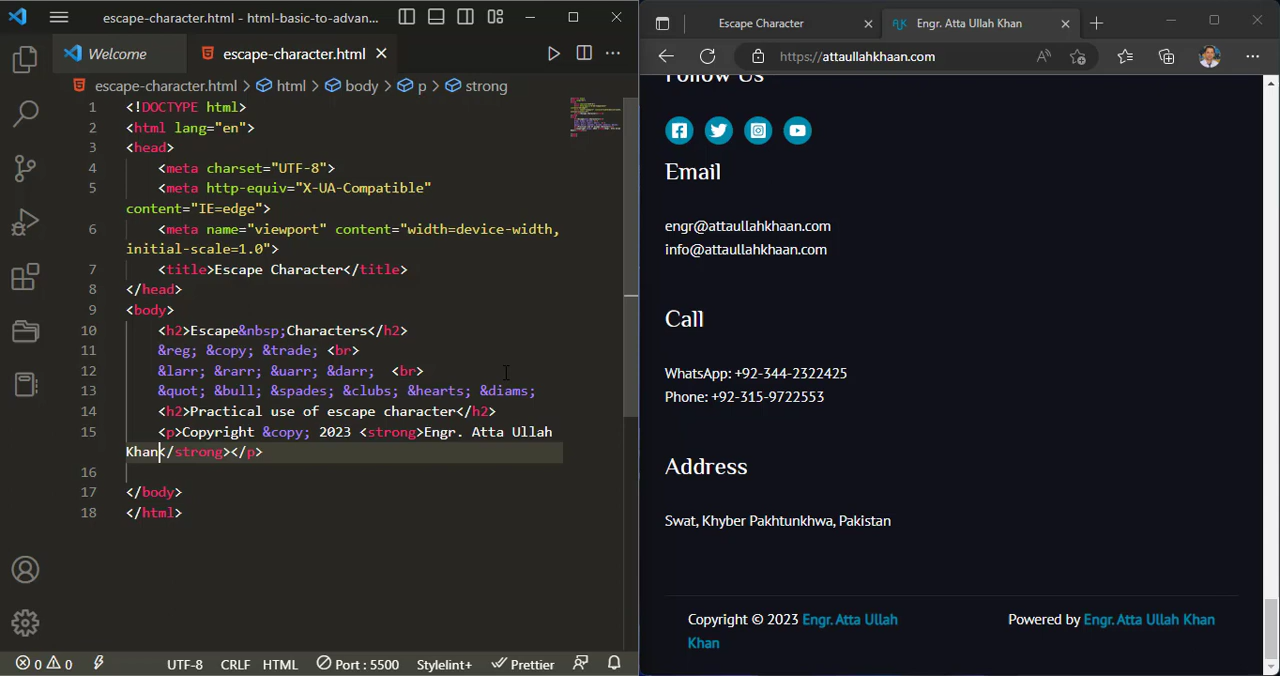 escape-character.html - html-basic-to-advan...
Welcome
escape-character.html
escape-character.html > html > body > p > strong
1 <!DOCTYPE html>
2 <html lang="en">
3 <head>
4 <meta charset="UTF-8">
5 <meta http-equiv="X-UA-Compatible"
content="IE=edge">
6 <meta name="viewport" content="width=device-width,
initial-scale=1.0">
7 <title>Escape Character</title>
8 </head>
9 <body>
10 <h2>Escape&nbsp;Characters</h2>
11 &reg; &copy; &trade; <br>
12 &larr; &rarr; &uarr; &darr; <br>
13 &quot; &bull; &spades; &clubs; &hearts; &diams;
14 <h2>Practical use of escape character</h2>
15 <p>Copyright &copy; 2023 <strong>Engr. Atta Ullah
Khan</strong></p>
16
17 </body>
18 </html>
0 0 UTF-8 CRLF HTML Port : 5500 Stylelint+ Prettier
Escape Character
Engr. Atta Ullah Khan
https://attaullahkhaan.com
Follow Us
Email
engr@attaullahkhaan.com
info@attaullahkhaan.com
Call
WhatsApp: +92-344-2322425
Phone: +92-315-9722553
Address
Swat, Khyber Pakhtunkhwa, Pakistan
Copyright © 2023 Engr. Atta Ullah
Khan
Powered by Engr. Atta Ullah Khan